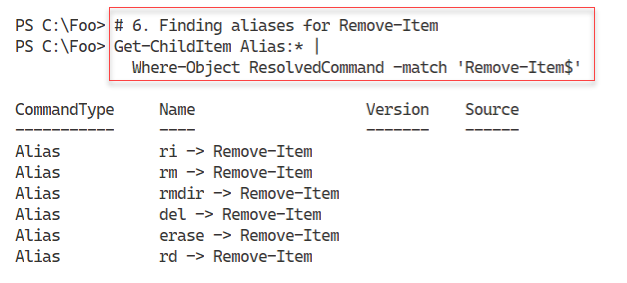 PS C:\Foo> # 6. Finding aliases for Remove-Item
PS C:\Foo> Get-ChildItem Alias:* |
Where-Object ResolvedCommand -match 'Remove-Item$'
CommandType Name Version Source
----------- ---- ------- ------
Alias ri -> Remove-Item
Alias rm -> Remove-Item
Alias rmdir -> Remove-Item
Alias del -> Remove-Item
Alias erase -> Remove-Item
Alias rd -> Remove-Item